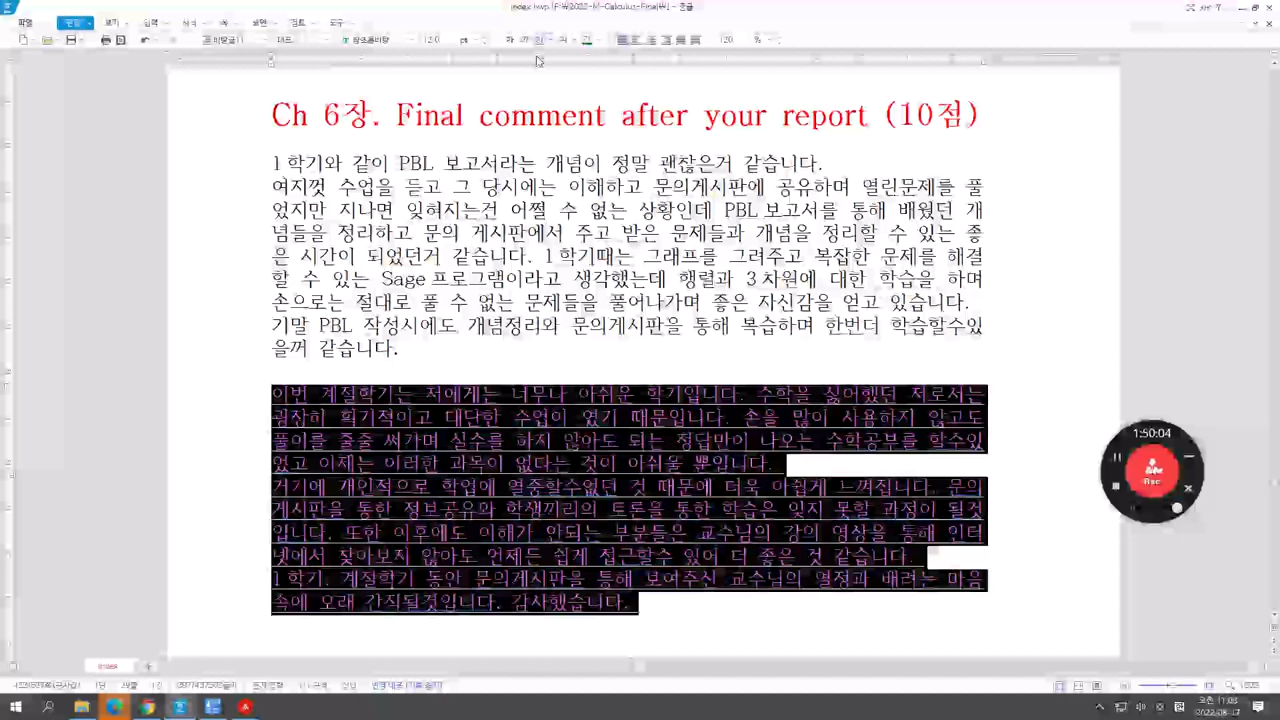 index.hwp [F:\2022-M-Calculus-Final\] - 호글
파일
편집
보기
입력
도구
120
pt
120
%
Ch 6장. Final comment after your report (10점)
1학기와 같이 PBL 보고서라는 개념이 정말 괜찮은거 같습니다.
여지껏 수업을 듣고 그 당시에는 이해하고 문의게시판에 공유하며 열린문제를 풀
었지만 지나면 잊혀지는건 어쩔 수 없는 상황인데 PBL보고서를 통해 배웠던 개
념들을 정리하고 문의 게시판에서 주고 받은 문제들과 개념을 정리할 수 있는 좋
은 시간이 되었던거 같습니다. 1학기때는 그래프를 그려주고 복잡한 문제를 해결
할 수 있는 Sage프로그램이라고 생각했는데 행렬과 3차원에 대한 학습을 하며
손으로는 절대로 풀 수 없는 문제들을 풀어나가며 좋은 자신감을 얻고 있습니다.
기말 PBL 작성시에도 개념정리와 문의게시판을 통해 복습하며 한번더 학습할수있
을꺼 같습니다.
이번 계절학기는 저에게는 너무나 아쉬운 학기입니다. 수학을 싫어했던 저로서는
굉장히 획기적이고 대단한 수업이 였기 때문입니다. 손을 많이 사용하지 않고도
풀이를 줄줄 써가며 실수를 하지 않아도 되는 정답만이 나오는 수학공부를 할수있
었고 이제는 이러한 과목이 없다는 것이 아쉬울 뿐입니다.
거기에 개인적으로 학업에 열중할수없던 것 때문에 더욱 아쉽게 느껴집니다. 문의
게시판을 통한 정보공유와 학생끼리의 토론을 통한 학습은 잊지 못할 과정이 될것
입니다. 또한 이후에도 이해가 안되는 부분들은 교수님의 강의 영상을 통해 인터
넷에서 찾아보지 않아도 언제든 쉽게 접근할수 있어 더 좋은 것 같습니다.
1학기. 계절학기 동안 문의게시판을 통해 보여주신 교수님의 열정과 배려는 마음
속에 오래 간직될것입니다. 감사했습니다.
1:50:04
Rec